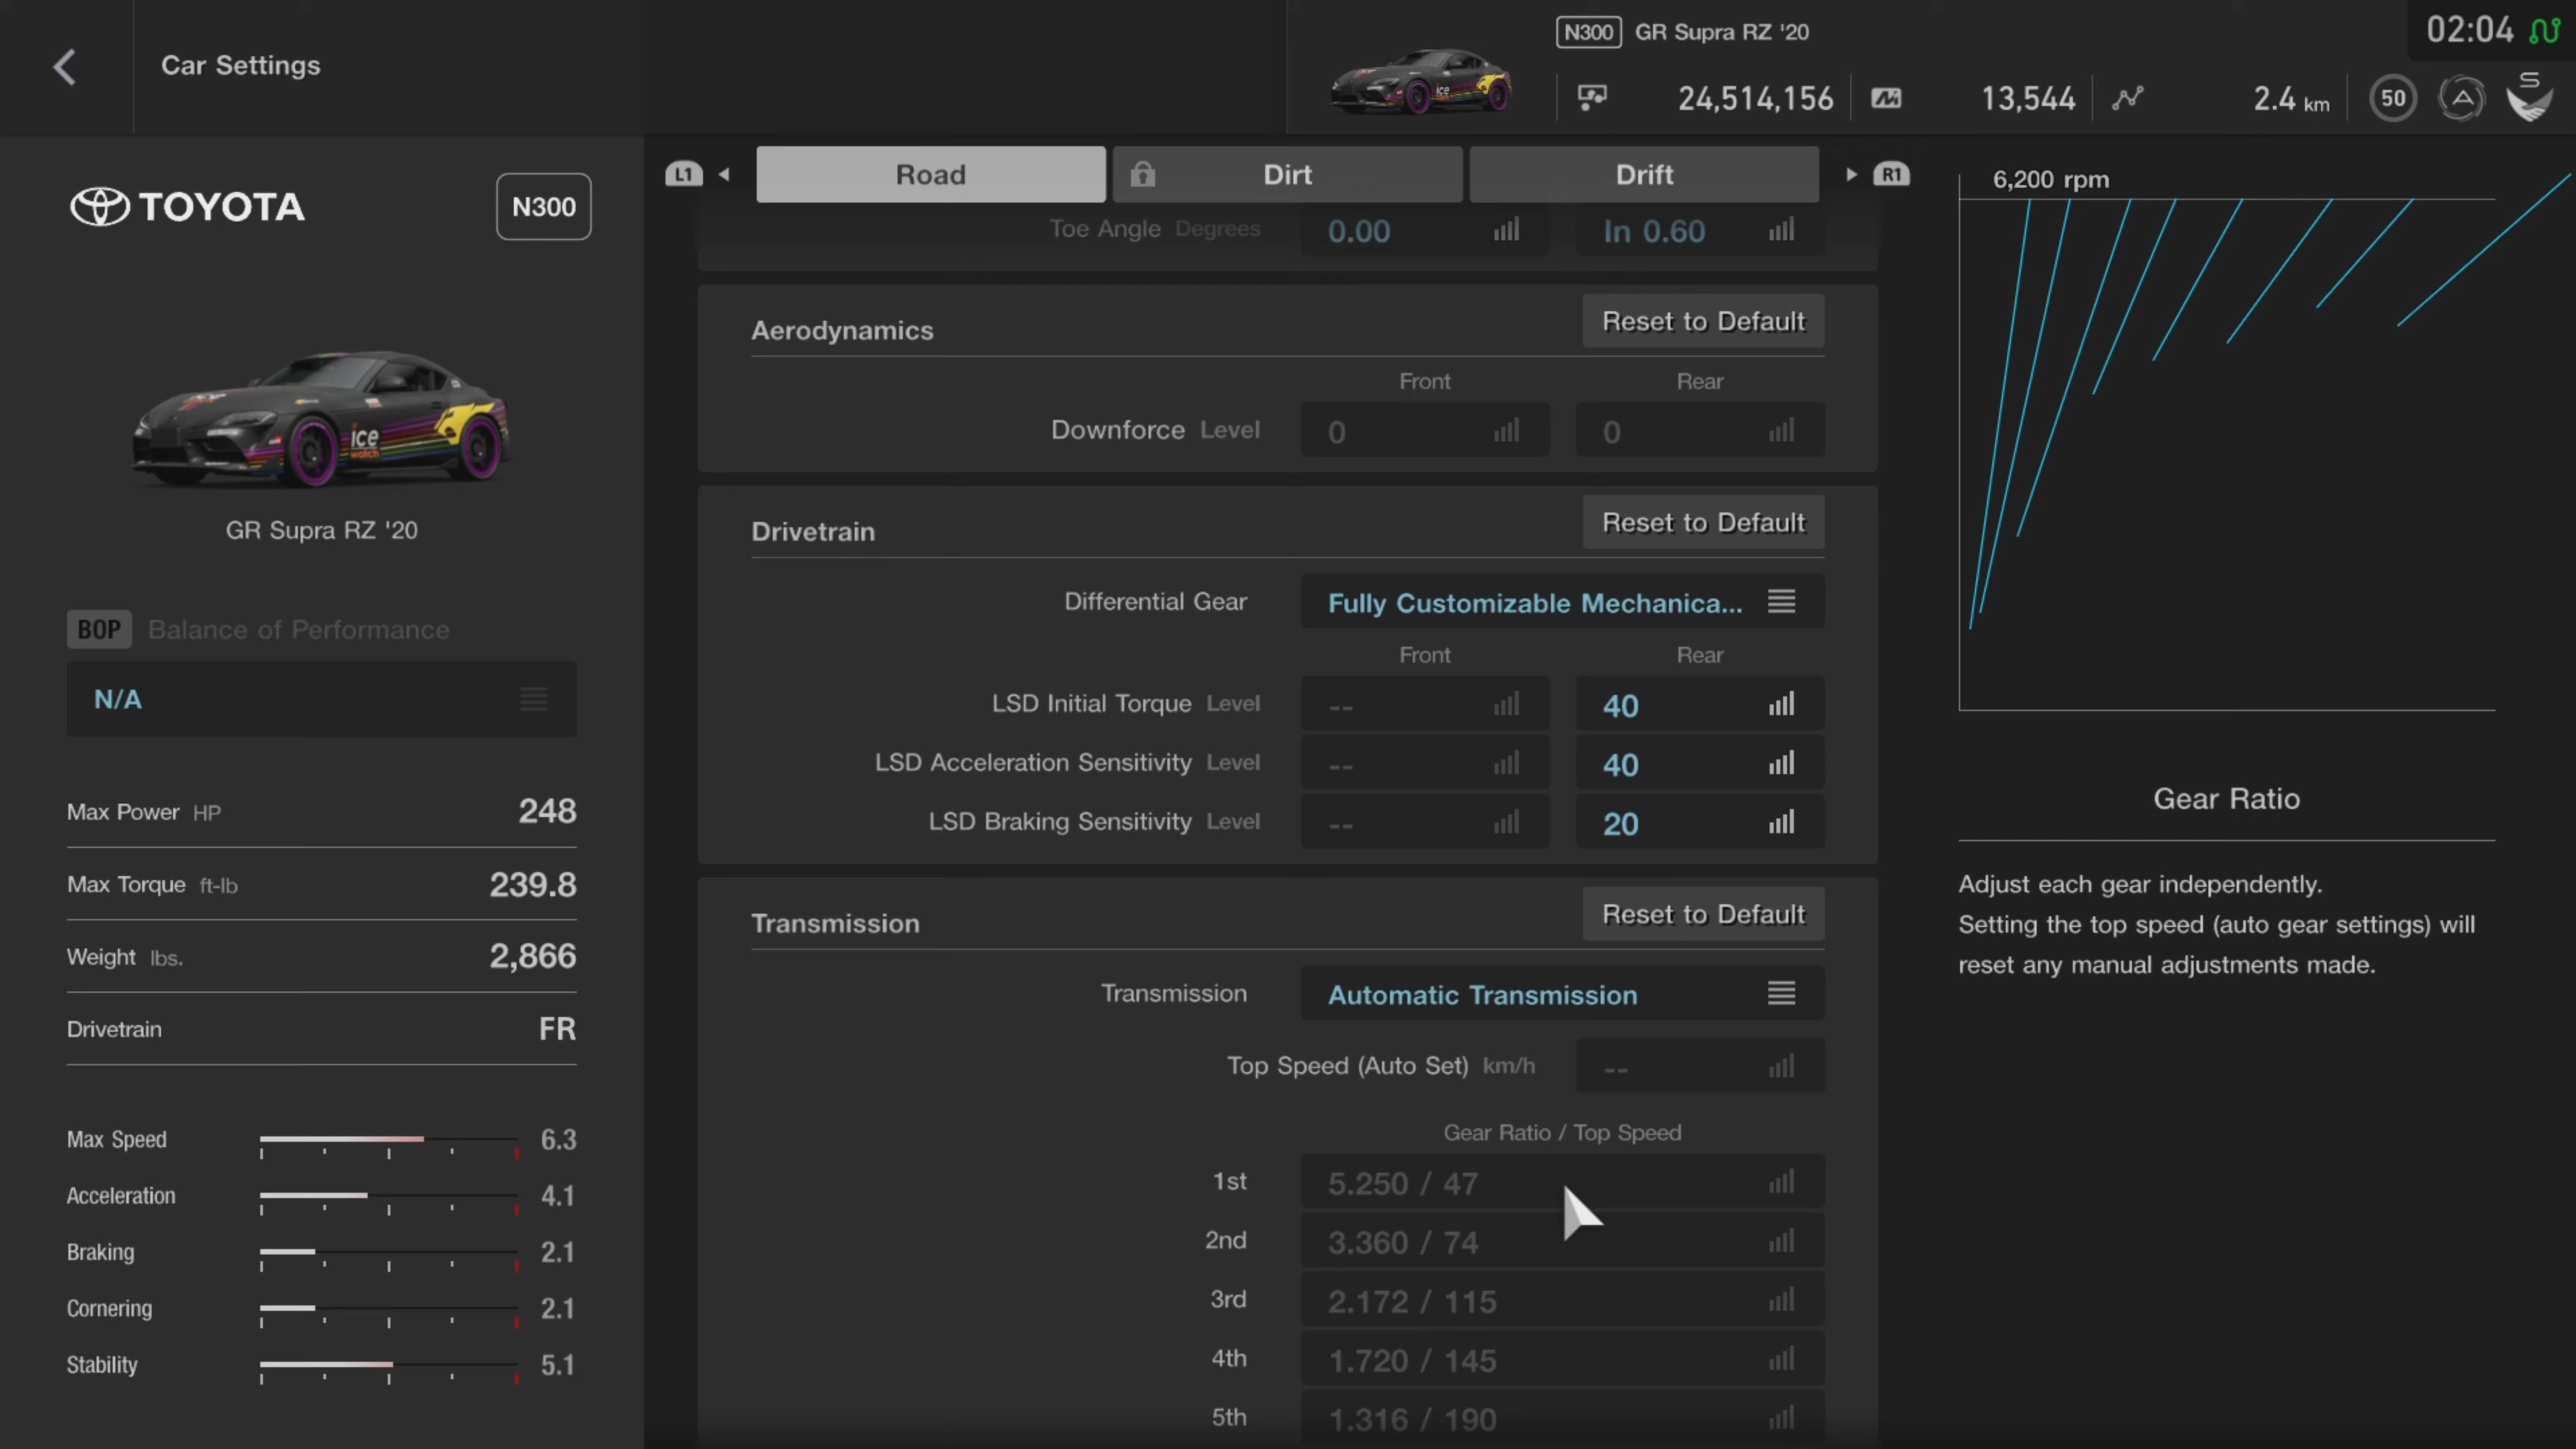 Car Settings
N300 GR Supra RZ '20
02:04
24,514,156 13,544 2.4 km 50 A S
TOYOTA N300
ice
watch
GR Supra RZ '20
BOP Balance of Performance
N/A
Max Power HP 248
Max Torque ft-lb 239.8
Weight lbs. 2,866
Drivetrain FR
Max Speed 6.3
Acceleration 4.1
Braking 2.1
Cornering 2.1
Stability 5.1
L1 Road Dirt Drift R1
Toe Angle Degrees 0.00 In 0.60
Aerodynamics Reset to Default
Front Rear
Downforce Level 0 0
Drivetrain Reset to Default
Differential Gear Fully Customizable Mechanica...
Front Rear
LSD Initial Torque Level -- 40
LSD Acceleration Sensitivity Level -- 40
LSD Braking Sensitivity Level -- 20
Transmission Reset to Default
Transmission Automatic Transmission
Top Speed (Auto Set) km/h --
Gear Ratio / Top Speed
1st 5.250 / 47
2nd 3.360 / 74
3rd 2.172 / 115
4th 1.720 / 145
5th 1.316 / 190
6,200 rpm
Gear Ratio
Adjust each gear independently.
Setting the top speed (auto gear settings) will
reset any manual adjustments made.